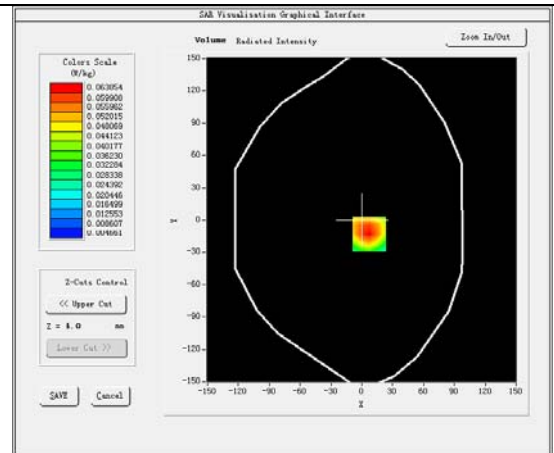 SAR Visualisation Graphical Interface
Volume Radiated Intensity
Zoom In/Out
Colors Scale
(W/kg)
0.063854
0.059908
0.055962
0.052015
0.048069
0.044123
0.040177
0.036230
0.032284
0.028338
0.024392
0.020446
0.016499
0.012553
0.008607
0.004661
Z-Cuts Control
<< Upper Cut
Z = 4.0 mm
Lower Cut >>
SAVE
Cancel
150
120
90
60
30
0
-30
-60
-90
-120
-150
Y
-150 -120 -90 -60 -30 0 30 60 90 120 150
X